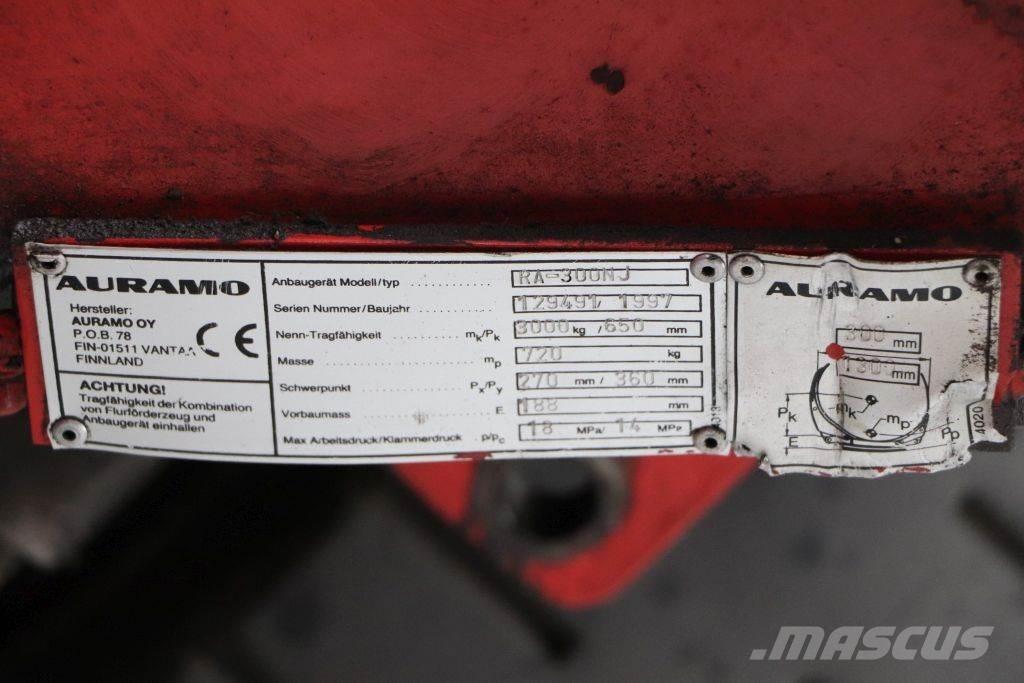 AURAMO
Hersteller:
AURAMO OY
P.O.B. 78
FIN-01511 VANTAA
FINNLAND
CE
ACHTUNG!
Tragfähigkeit der Kombination
von Flurförderzeug und
Anbaugerät einhalten
Anbaugerät Modell/typ ............ RA-300NJ
Serien Nummer/Baujahr .......... 129491 1997
Nenn-Tragfähigkeit mk/Pk 3000 kg / 650 mm
Masse mp 720 kg
Schwerpunkt Px/Py 270 mm / 360 mm
Vorbaumass E 188 mm
Max Arbeitsdruck/Klammerdruck p/pc 18 MPa/ 14 MPa
AURAMO
300 mm
mm
Pk
mk
mp
Pp
E
4020
MASCUS